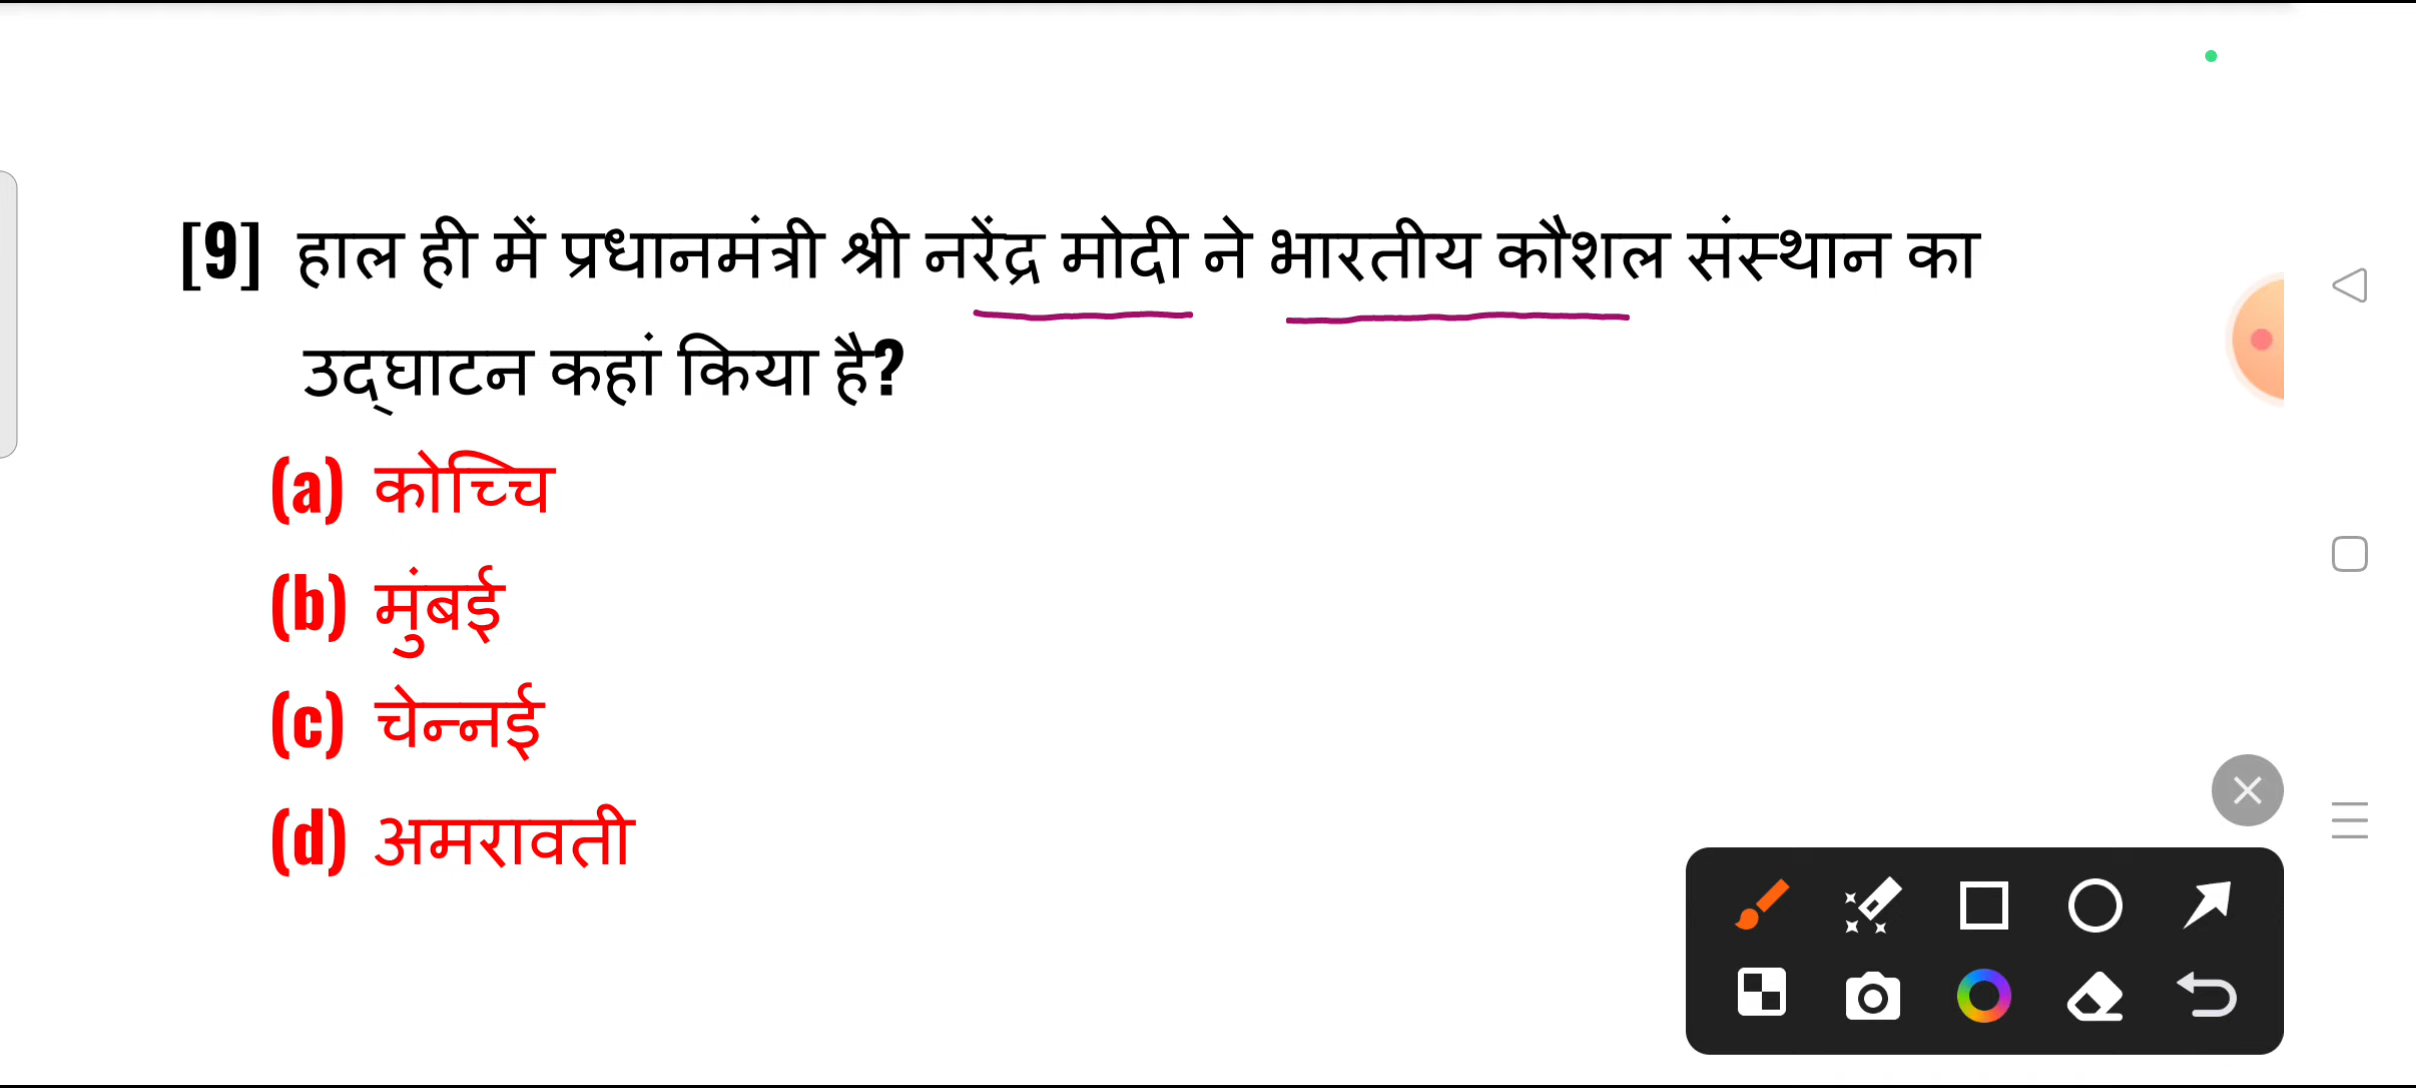 [9] हाल ही में प्रधानमंत्री श्री नरेंद्र मोदी ने भारतीय कौशल संस्थान का
उद्‌घाटन कहां किया है?
(a) कोच्चि
(b) मुंबई
(c) चेन्नई
(d) अमरावती